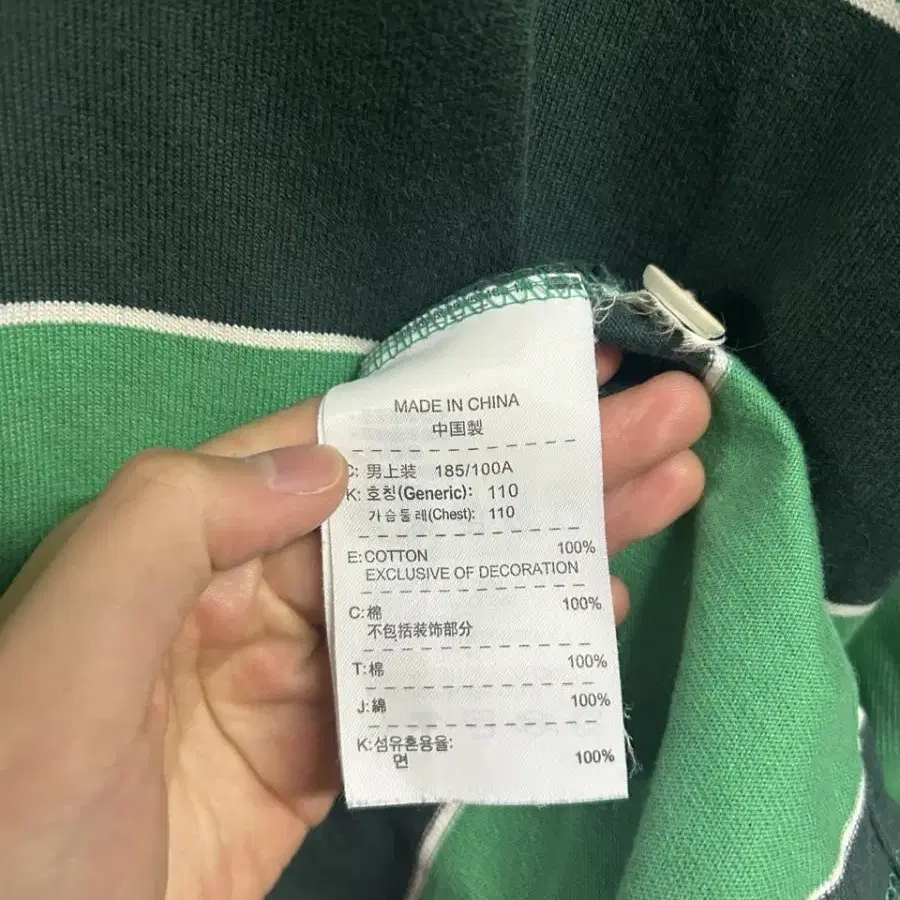 MADE IN CHINA
中国製
C: 男上装 185/100A
K: 호칭(Generic): 110
가슴둘레(Chest): 110
E: COTTON 100%
EXCLUSIVE OF DECORATION
C: 棉 100%
不包括装饰部分
T: 棉 100%
J: 綿 100%
K: 섬유혼용율:
면 100%